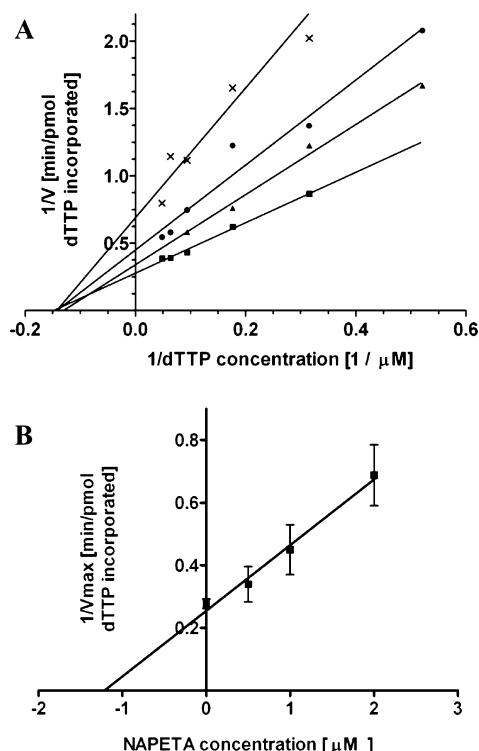 A
1/V [min/pmol
dTTP incorporated]
2.0
1.5
1.0
0.5
-0.2 0.0 0.2 0.4 0.6
1/dTTP concentration [1 / μM]
B
1/Vmax [min/pmol
dTTP incorporated]
0.8
0.6
0.4
0.2
-2 -1 0 1 2 3
NAPETA concentration [ μM ]